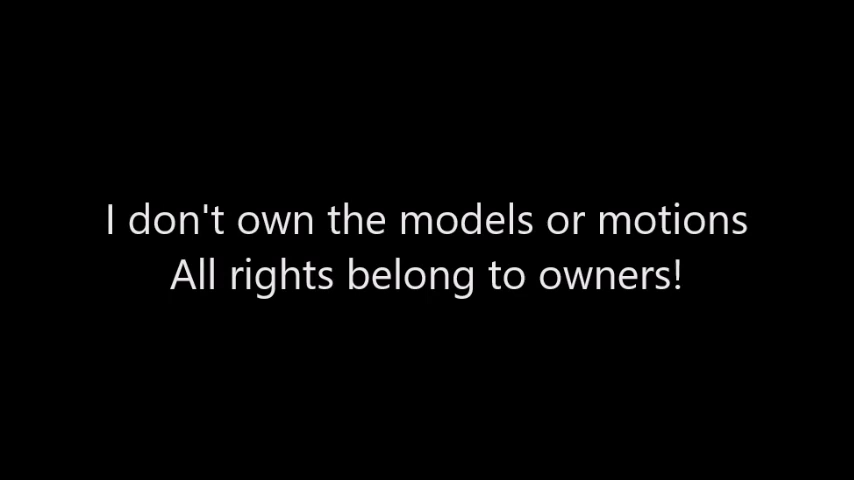 I don't own the models or motions
All rights belong to owners!